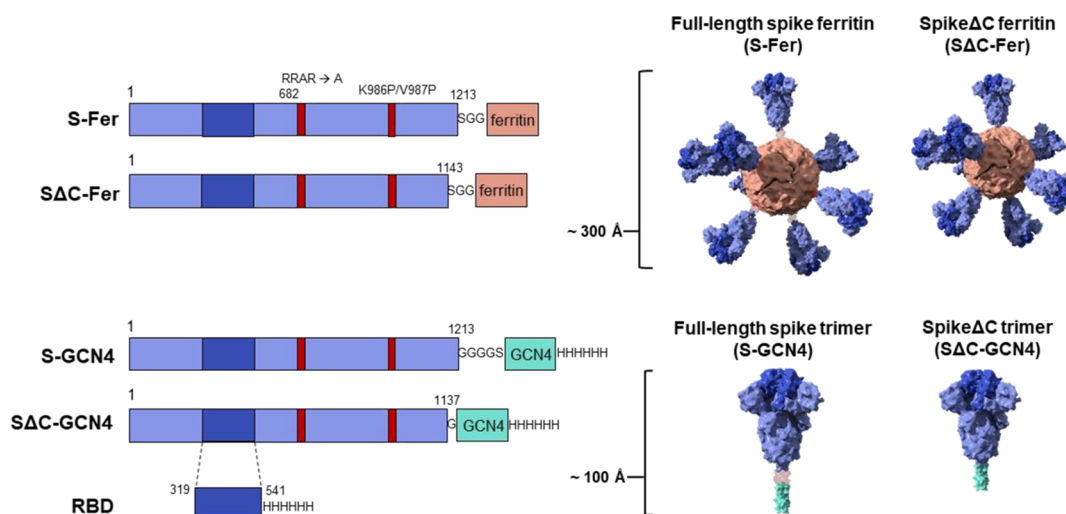 Full-length spike ferritin
(S-Fer)
SpikeΔC ferritin
(SΔC-Fer)
RRAR → A
1
682
K986P/V987P
1213
S-Fer
SGG
ferritin
1
1143
SΔC-Fer
SGG
ferritin
~ 300 Å
1
1213
S-GCN4
GGGGS
GCN4
HHHHHH
1
1137
SΔC-GCN4
G
GCN4
HHHHHH
319
541
RBD
HHHHHH
Full-length spike trimer
(S-GCN4)
SpikeΔC trimer
(SΔC-GCN4)
~ 100 Å